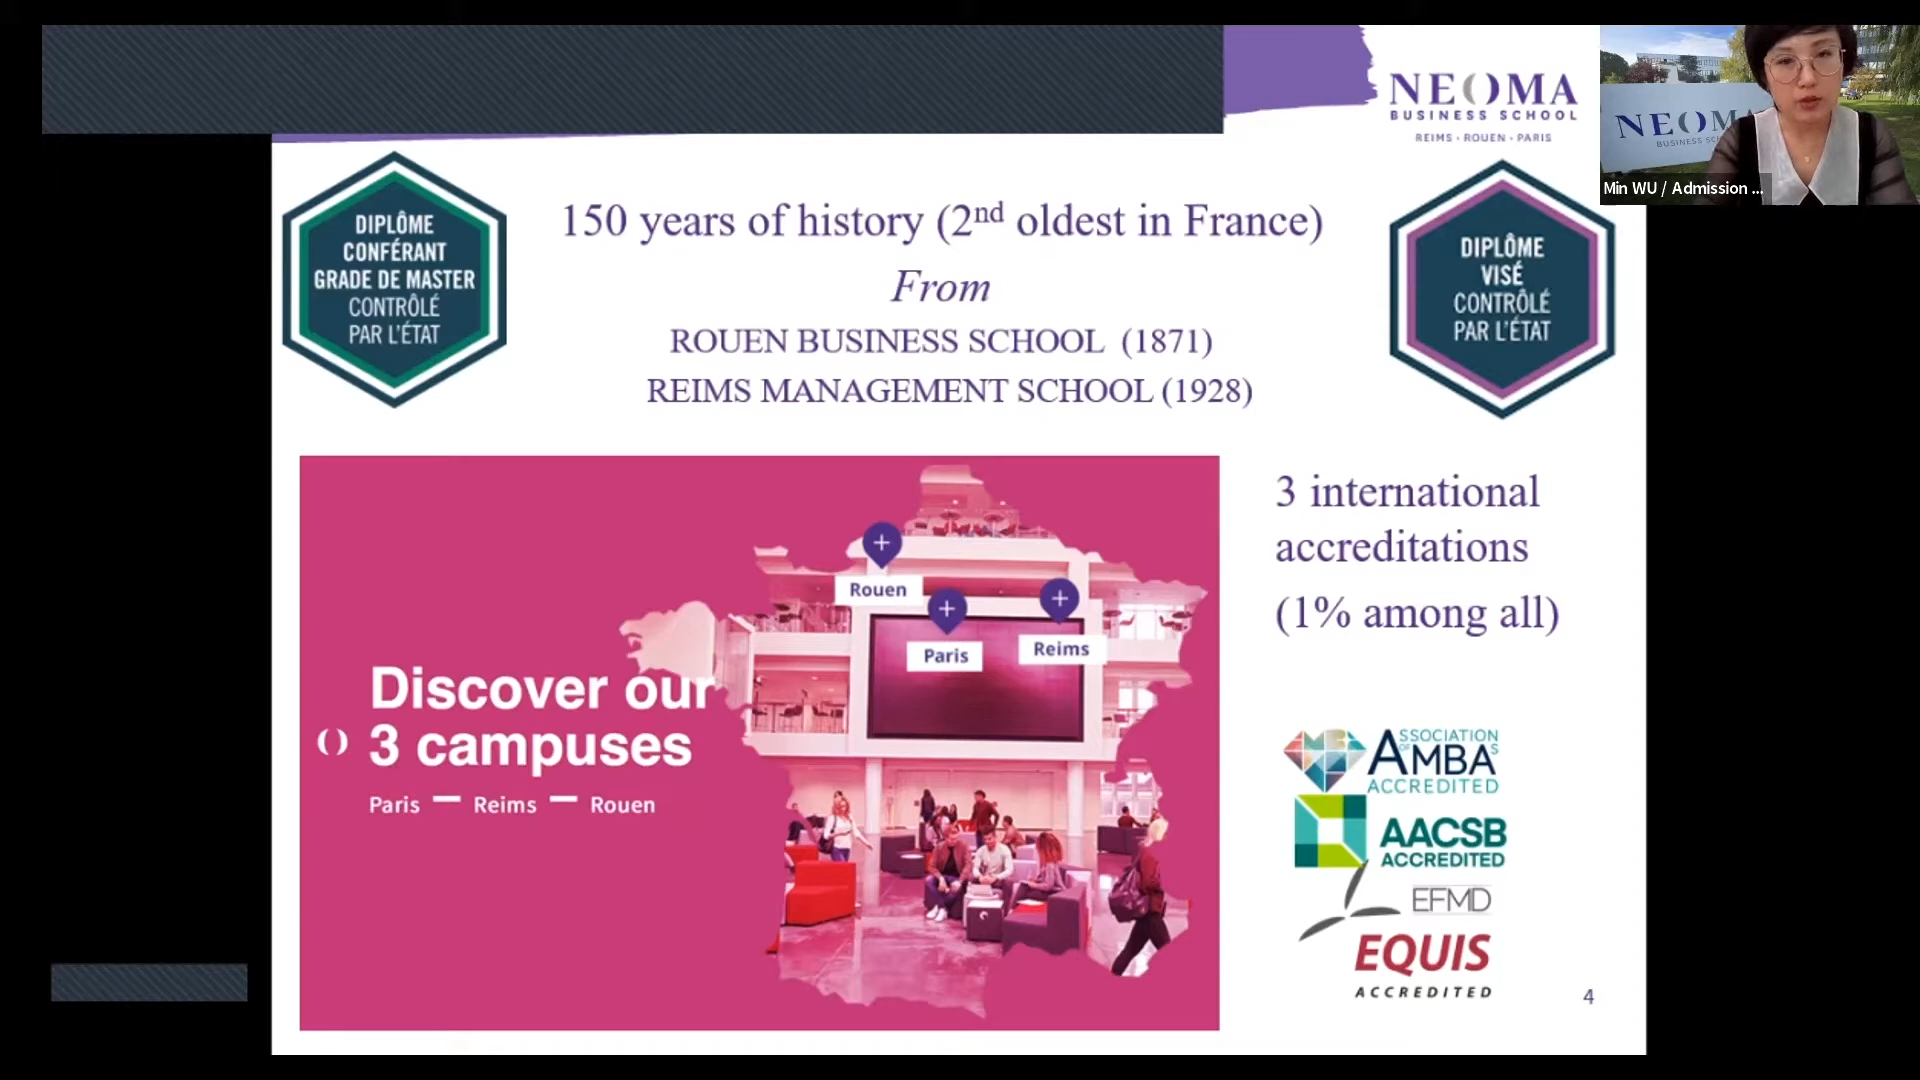 NEOMA
BUSINESS SCHOOL
REIMS · ROUEN · PARIS
NEOMA
BUSINESS
Min WU / Admission ...
DIPLÔME
CONFÉRANT
GRADE DE MASTER
CONTRÔLÉ
PAR L'ÉTAT
150 years of history (2nd oldest in France)
From
ROUEN BUSINESS SCHOOL (1871)
REIMS MANAGEMENT SCHOOL (1928)
DIPLÔME
VISÉ
CONTRÔLÉ
PAR L'ÉTAT
Rouen
Paris
Reims
Discover our
3 campuses
Paris — Reims — Rouen
3 international
accreditations
(1% among all)
ASSOCIATION
OF AMBAS
ACCREDITED
AACSB
ACCREDITED
EFMD
EQUIS
ACCREDITED
4